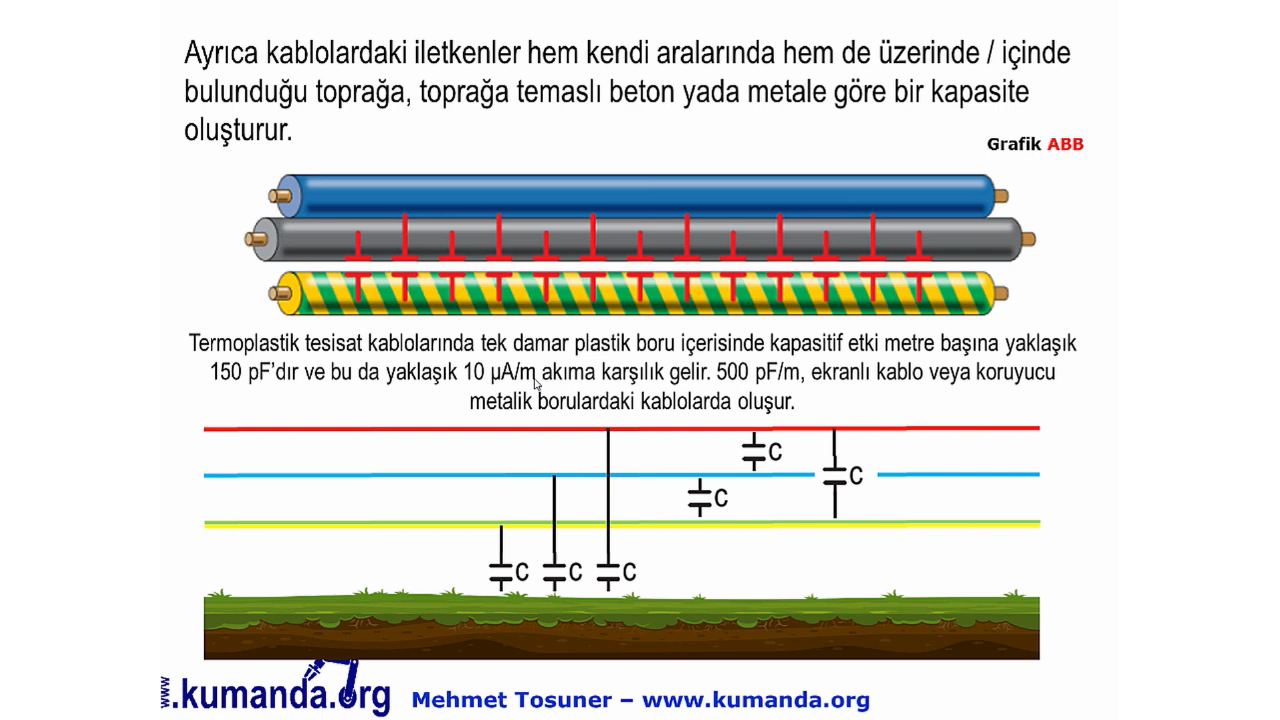 Ayrıca kablolardaki iletkenler hem kendi aralarında hem de üzerinde / içinde
bulunduğu toprağa, toprağa temaslı beton yada metale göre bir kapasite
oluşturur.
Grafik ABB
Termoplastik tesisat kablolarında tek damar plastik boru içerisinde kapasitif etki metre başına yaklaşık
150 pF'dır ve bu da yaklaşık 10 µA/m akıma karşılık gelir. 500 pF/m, ekranlı kablo veya koruyucu
metalik borulardaki kablolarda oluşur.
C
C
C
C
C
C
C
www.kumanda.org
Mehmet Tosuner – www.kumanda.org